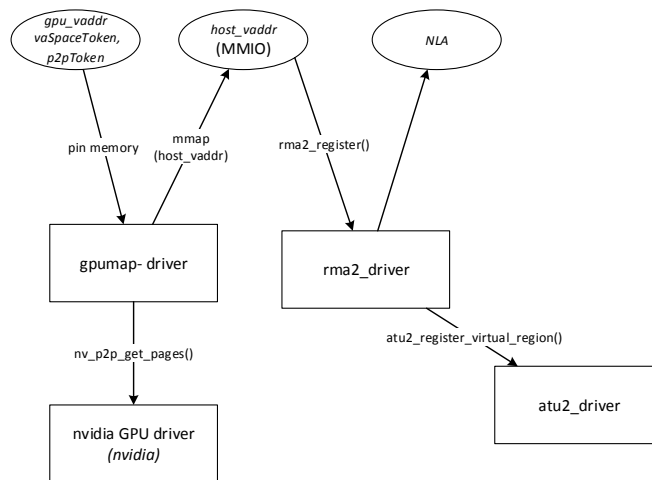 gpu_vaddr
vaSpaceToken,
p2pToken
host_vaddr
(MMIO)
NLA
pin memory
mmap
(host_vaddr)
rma2_register()
gpumap- driver
rma2_driver
nv_p2p_get_pages()
atu2_register_virtual_region()
nvidia GPU driver
(nvidia)
atu2_driver